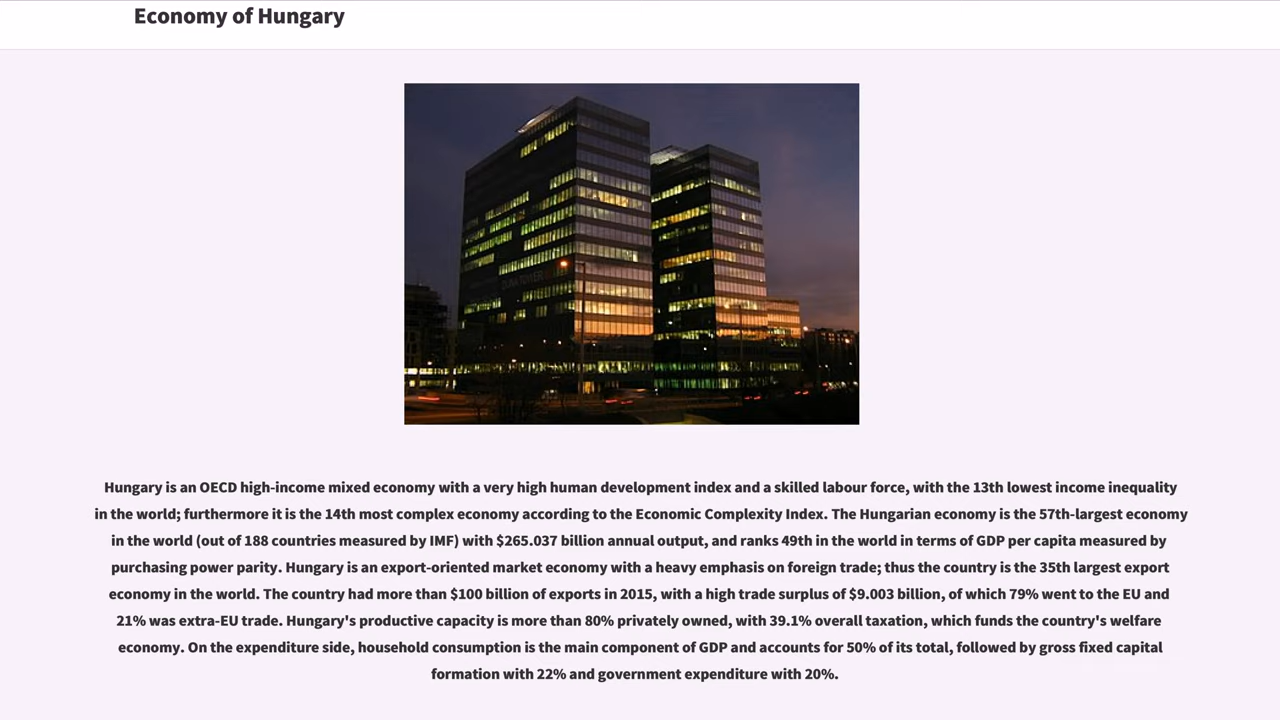 Economy of Hungary
DUNA TOWER
Hungary is an OECD high-income mixed economy with a very high human development index and a skilled labour force, with the 13th lowest income inequality
in the world; furthermore it is the 14th most complex economy according to the Economic Complexity Index. The Hungarian economy is the 57th-largest economy
in the world (out of 188 countries measured by IMF) with $265.037 billion annual output, and ranks 49th in the world in terms of GDP per capita measured by
purchasing power parity. Hungary is an export-oriented market economy with a heavy emphasis on foreign trade; thus the country is the 35th largest export
economy in the world. The country had more than $100 billion of exports in 2015, with a high trade surplus of $9.003 billion, of which 79% went to the EU and
21% was extra-EU trade. Hungary's productive capacity is more than 80% privately owned, with 39.1% overall taxation, which funds the country's welfare
economy. On the expenditure side, household consumption is the main component of GDP and accounts for 50% of its total, followed by gross fixed capital
formation with 22% and government expenditure with 20%.